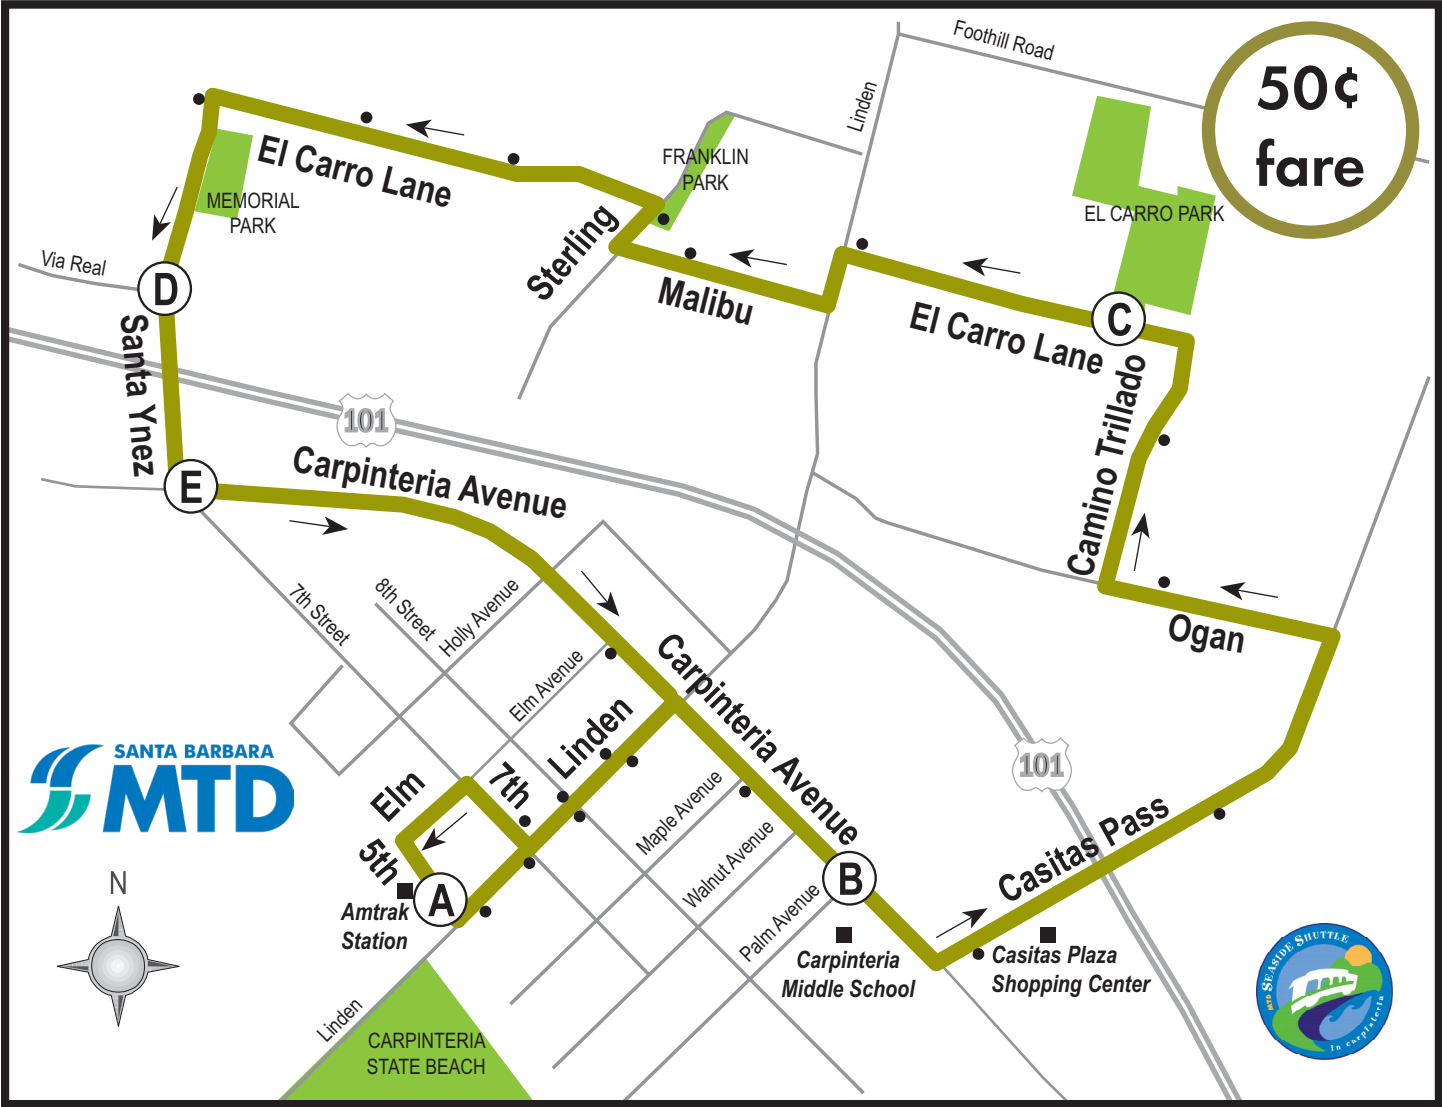 Foothill Road
50¢
fare
Linden
El Carro Lane
FRANKLIN
PARK
MEMORIAL
PARK
EL CARRO PARK
Sterling
Via Real
D
Malibu
El Carro Lane
C
Santa Ynez
101
Camino Trillado
Carpinteria Avenue
E
7th Street
8th Street
Holly Avenue
Ogan
Elm Avenue
Carpinteria Avenue
Linden
SANTA BARBARA
MTD
Elm
7th
101
Maple Avenue
5th
Walnut Avenue
Casitas Pass
B
A
Palm Avenue
N
Amtrak
Station
Carpinteria
Middle School
Casitas Plaza
Shopping Center
MTD SEASIDE SHUTTLE
in carpinteria
Linden
CARPINTERIA
STATE BEACH